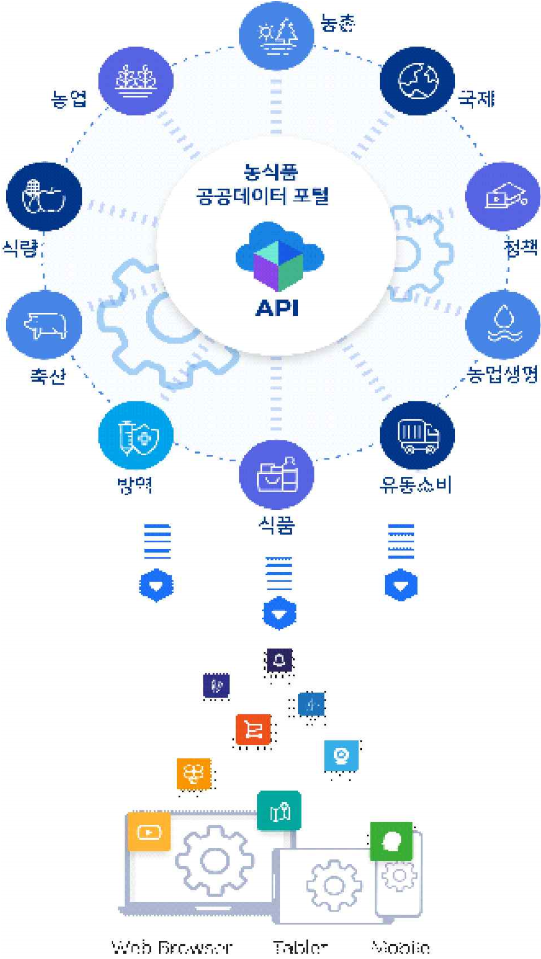 농촌
농업
국제
농식품
공공데이터 포털
API
식량
정책
축산
농업생명
방역
유통소비
식품
Web Browser
Tablet
Mobile